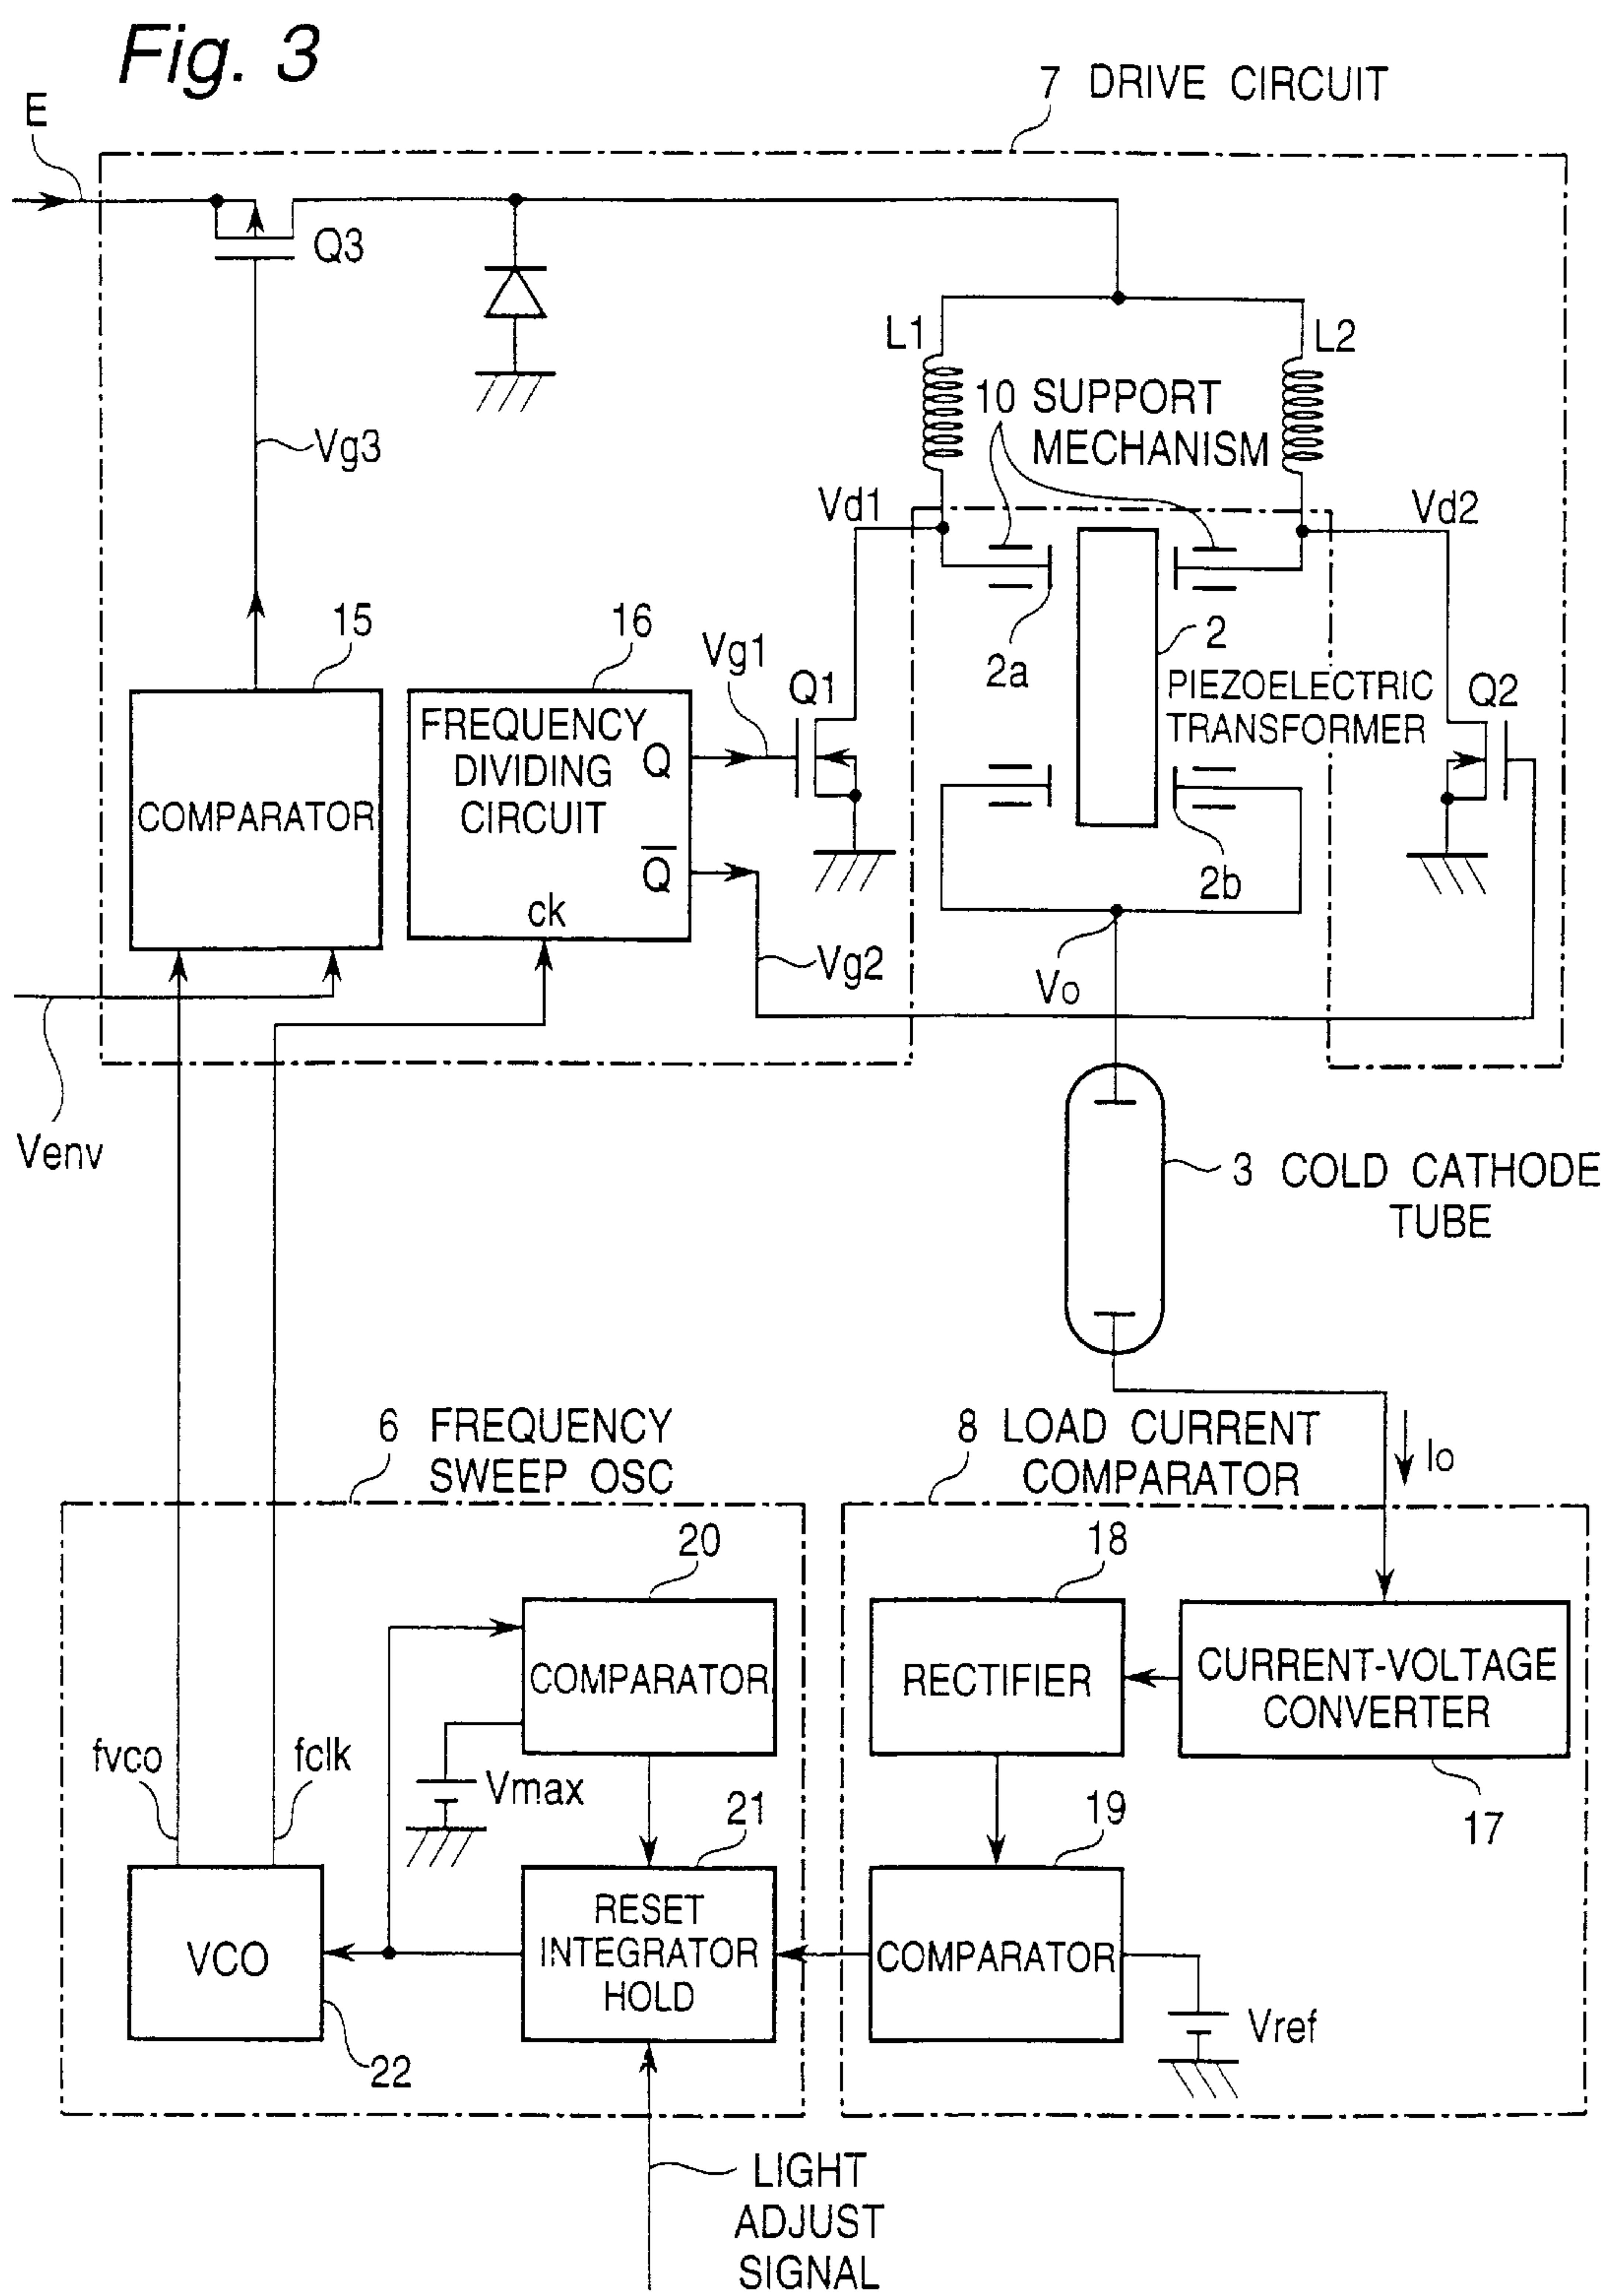 Fig. 3
7 DRIVE CIRCUIT
E
Q3
L1
L2
10 SUPPORT
MECHANISM
Vg3
Vd1
Vd2
15
16
Vg1
2
2a
Q1
PIEZOELECTRIC
TRANSFORMER
Q2
FREQUENCY
DIVIDING
CIRCUIT
Q
COMPARATOR
Q̅
ck
2b
Vg2
Vo
Venv
3 COLD CATHODE
TUBE
6 FREQUENCY
SWEEP OSC
8 LOAD CURRENT
COMPARATOR
Io
20
18
COMPARATOR
RECTIFIER
CURRENT-VOLTAGE
CONVERTER
fvco
fclk
Vmax
21
19
17
VCO
RESET
INTEGRATOR
HOLD
COMPARATOR
Vref
22
LIGHT
ADJUST
SIGNAL